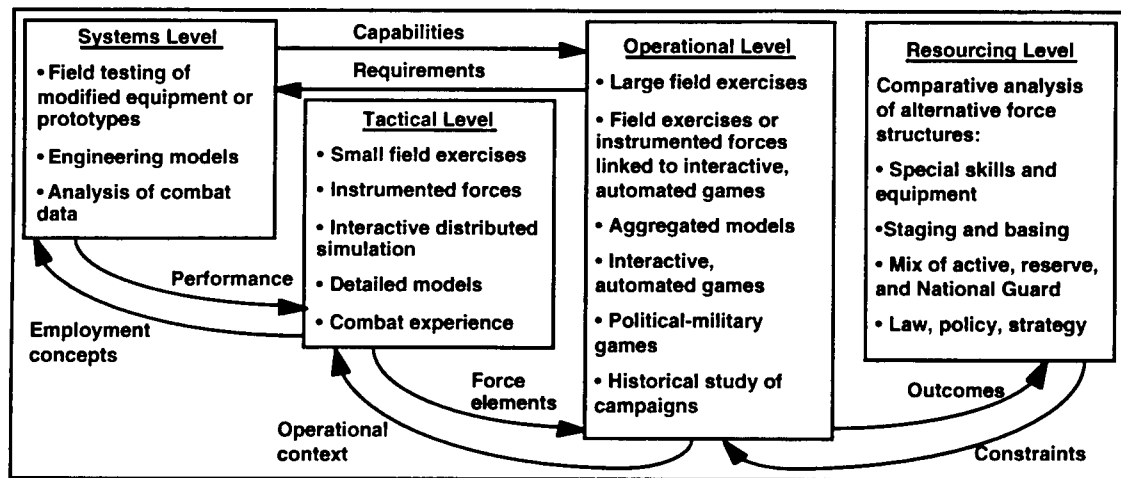 Systems Level
• Field testing of
modified equipment or
prototypes
• Engineering models
• Analysis of combat
data
Capabilities
Requirements
Tactical Level
• Small field exercises
• Instrumented forces
• Interactive distributed
simulation
• Detailed models
• Combat experience
Operational Level
• Large field exercises
• Field exercises or
instrumented forces
linked to interactive,
automated games
• Aggregated models
• Interactive,
automated games
• Political-military
games
• Historical study of
campaigns
Resourcing Level
Comparative analysis
of alternative force
structures:
• Special skills and
equipment
•Staging and basing
• Mix of active, reserve,
and National Guard
• Law, policy, strategy
Performance
Employment
concepts
Force
elements
Operational
context
Outcomes
Constraints